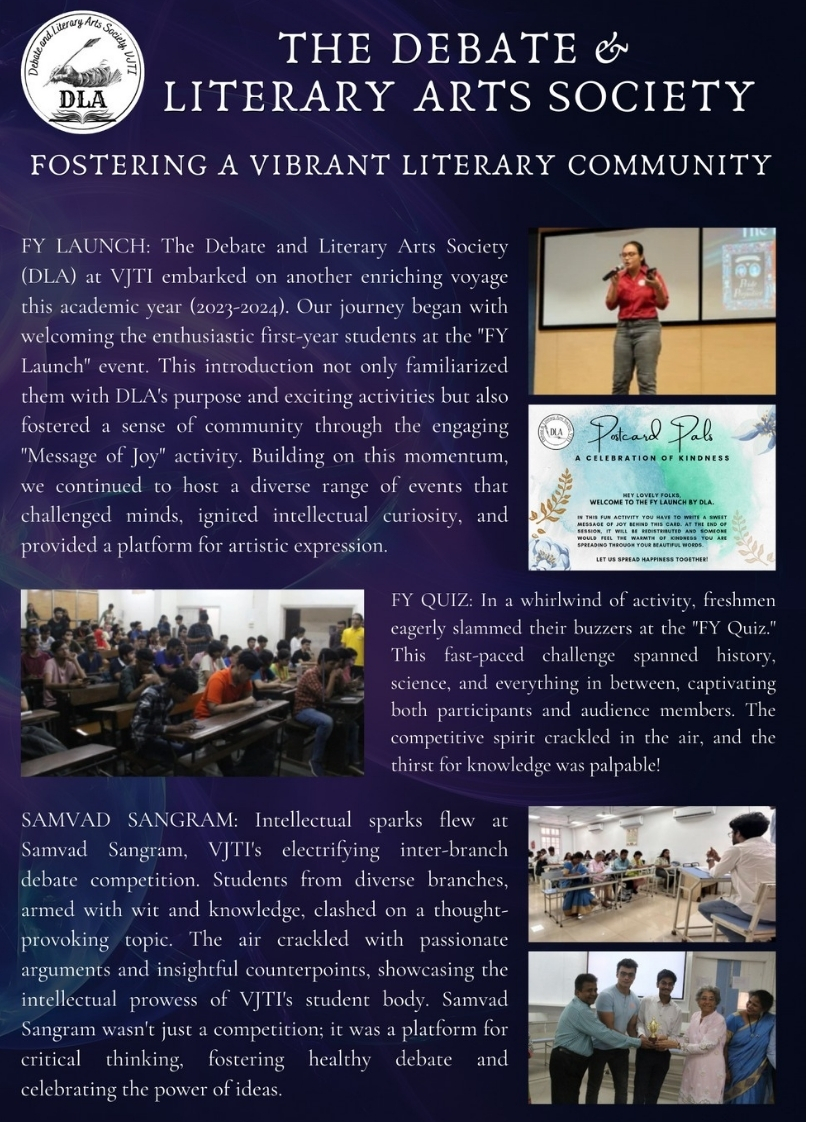 Debate and Literary Arts Society, VJTI
DLA
THE DEBATE &
LITERARY ARTS SOCIETY
FOSTERING A VIBRANT LITERARY COMMUNITY
FY LAUNCH: The Debate and Literary Arts Society
(DLA) at VJTI embarked on another enriching voyage
this academic year (2023-2024). Our journey began with
welcoming the enthusiastic first-year students at the "FY
Launch" event. This introduction not only familiarized
them with DLA's purpose and exciting activities but also
fostered a sense of community through the engaging
"Message of Joy" activity. Building on this momentum,
we continued to host a diverse range of events that
challenged minds, ignited intellectual curiosity, and
provided a platform for artistic expression.
The
DLA
Postcard Pals
A CELEBRATION OF KINDNESS
HEY LOVELY FOLKS,
WELCOME TO THE FY LAUNCH BY DLA.
IN THIS FUN ACTIVITY YOU HAVE TO WRITE A SWEET
MESSAGE OF JOY BEHIND THIS CARD. AT THE END OF
SESSION, IT WILL BE REDISTRIBUTED AND SOMEONE
WOULD FEEL THE WARMTH OF KINDNESS YOU ARE
SPREADING THROUGH YOUR BEAUTIFUL WORDS.
LET US SPREAD HAPPINESS TOGETHER!
FY QUIZ: In a whirlwind of activity, freshmen
eagerly slammed their buzzers at the "FY Quiz."
This fast-paced challenge spanned history,
science, and everything in between, captivating
both participants and audience members. The
competitive spirit crackled in the air, and the
thirst for knowledge was palpable!
SAMVAD SANGRAM: Intellectual sparks flew at
Samvad Sangram, VJTI's electrifying inter-branch
debate competition. Students from diverse branches,
armed with wit and knowledge, clashed on a thought-
provoking topic. The air crackled with passionate
arguments and insightful counterpoints, showcasing the
intellectual prowess of VJTI's student body. Samvad
Sangram wasn't just a competition; it was a platform for
critical thinking, fostering healthy debate and
celebrating the power of ideas.